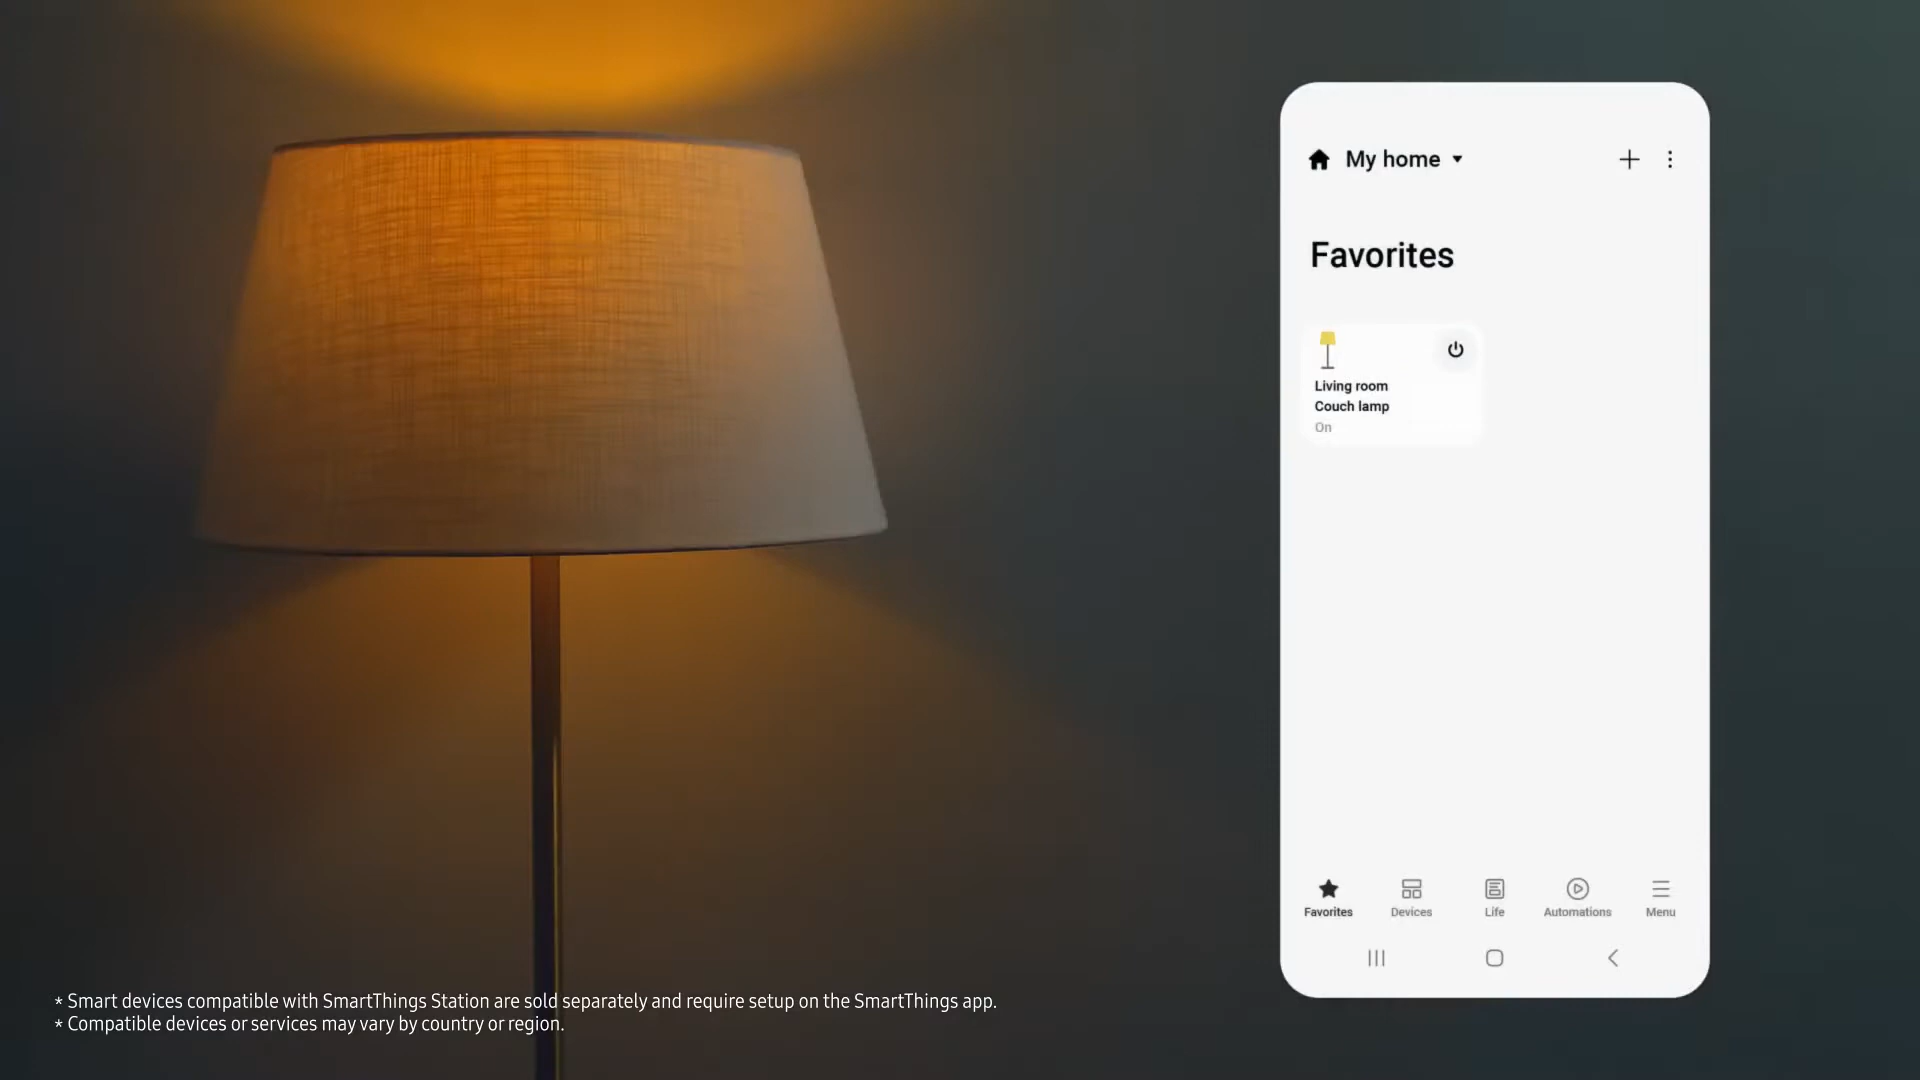 My home
Favorites
Living room
Couch lamp
On
Favorites
Devices
Life
Automations
Menu
* Smart devices compatible with SmartThings Station are sold separately and require setup on the SmartThings app.
* Compatible devices or services may vary by country or region.